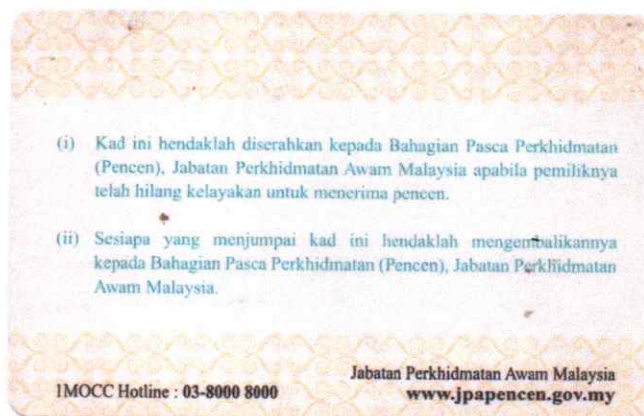 (i) Kad ini hendaklah diserahkan kepada Bahagian Pasca Perkhidmatan
(Pencen), Jabatan Perkhidmatan Awam Malaysia apabila pemiliknya
telah hilang kelayakan untuk menerima pencen.
(ii) Sesiapa yang menjumpai kad ini hendaklah mengembalikannya
kepada Bahagian Pasca Perkhidmatan (Pencen), Jabatan Perkhidmatan
Awam Malaysia.
1MOCC Hotline : 03-8000 8000
Jabatan Perkhidmatan Awam Malaysia
www.jpapencen.gov.my